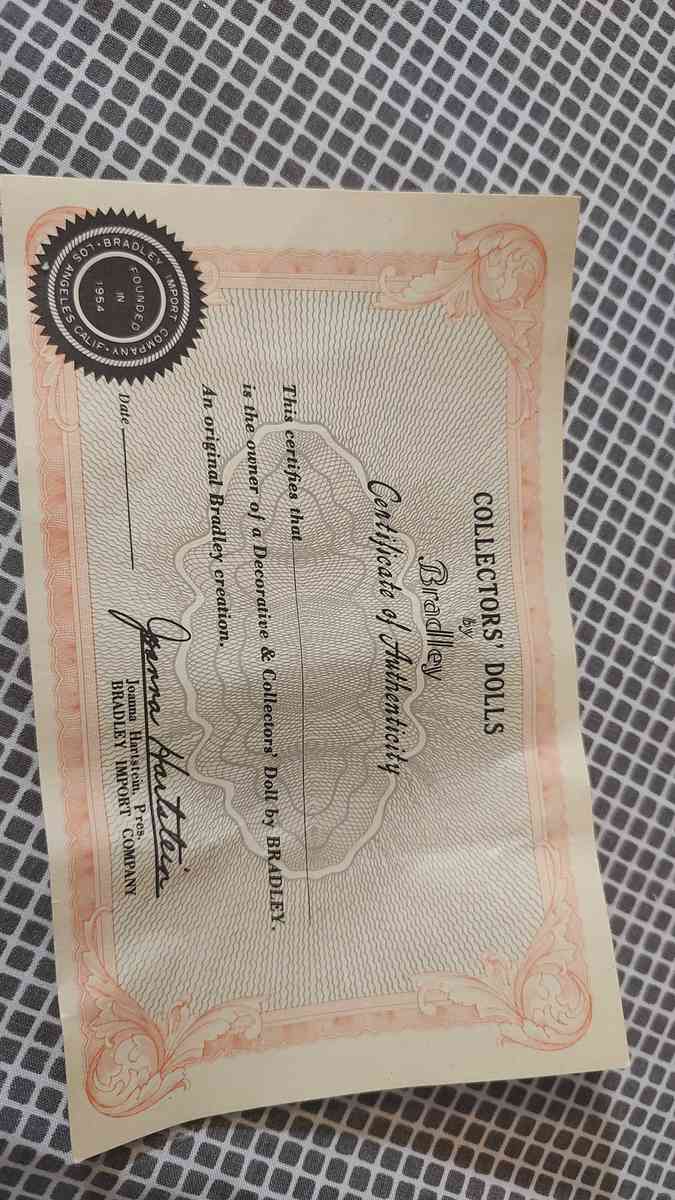 COLLECTORS' DOLLS
by
Bradley
Certificate of Authenticity
This certifies that
is the owner of a Decorative & Collectors' Doll by BRADLEY.
An original Bradley creation.
Date
Joanna Hartstein
Joanna Hartstein, Pres.
BRADLEY IMPORT COMPANY
BRADLEY IMPORT COMPANY • LOS ANGELES CALIF •
FOUNDED
IN
1954